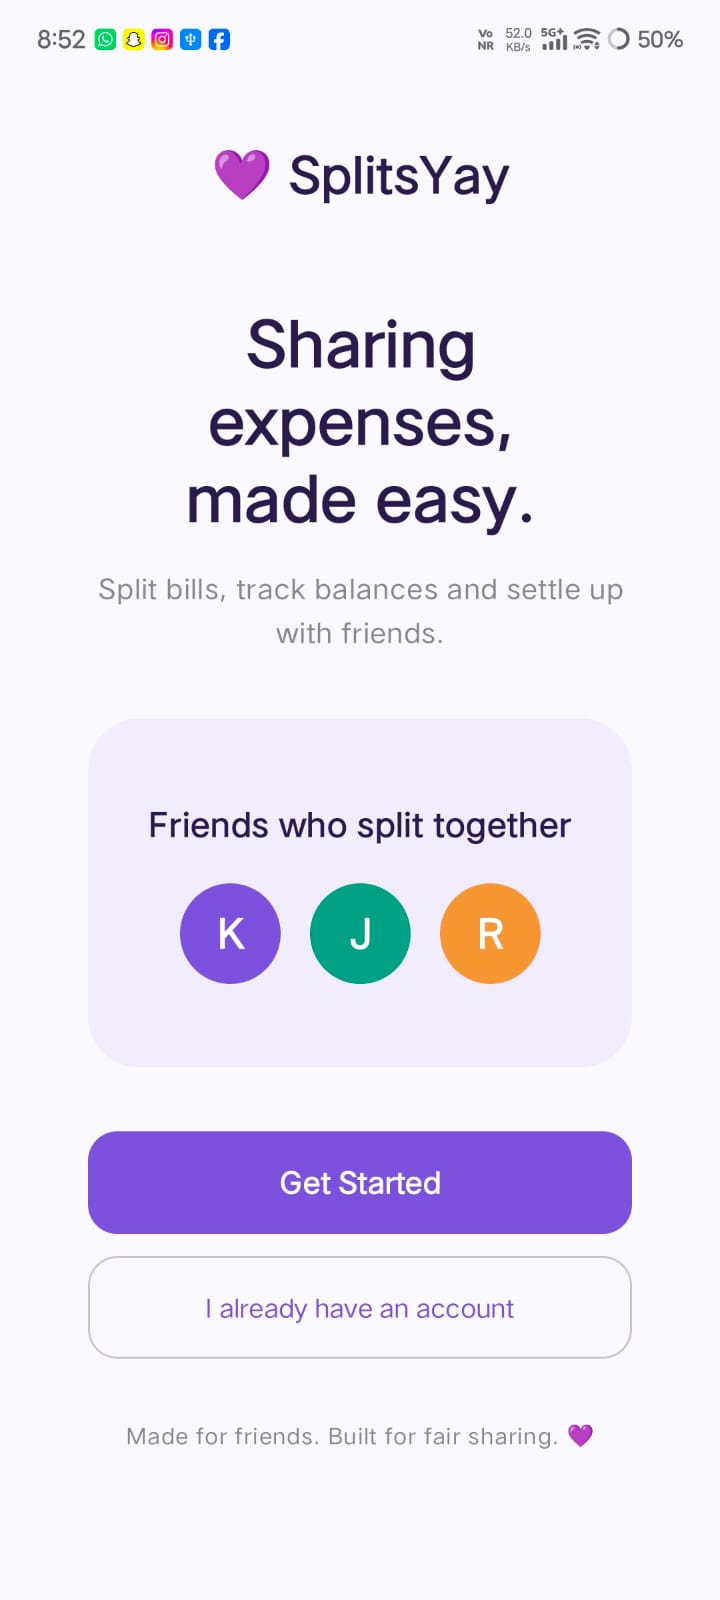 8:52 Vo NR 52.0 KB/s 5G+ 50%
💜 SplitsYay
Sharing
expenses,
made easy.
Split bills, track balances and settle up
with friends.
Friends who split together
K J R
Get Started
I already have an account
Made for friends. Built for fair sharing. 💜